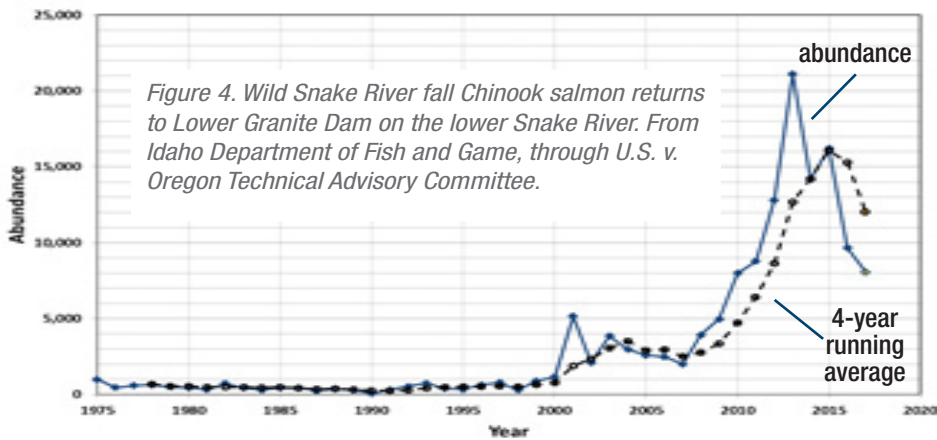 25,000
20,000
15,000
10,000
5,000
0
Abundance
Figure 4. Wild Snake River fall Chinook salmon returns
to Lower Granite Dam on the lower Snake River. From
Idaho Department of Fish and Game, through U.S. v.
Oregon Technical Advisory Committee.
abundance
4-year
running
average
1975 1980 1985 1990 1995 2000 2005 2010 2015 2020
Year